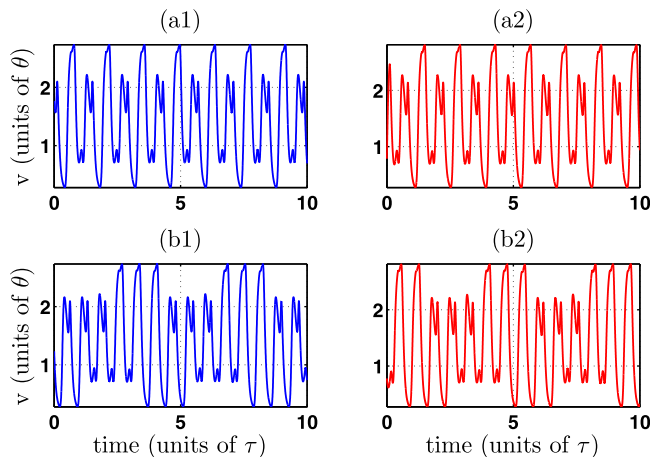 (a1) (a2)
v (units of θ)
2
1
0 5 10
2
1
0 5 10
(b1) (b2)
v (units of θ)
2
1
0 5 10
2
1
0 5 10
time (units of τ) time (units of τ)